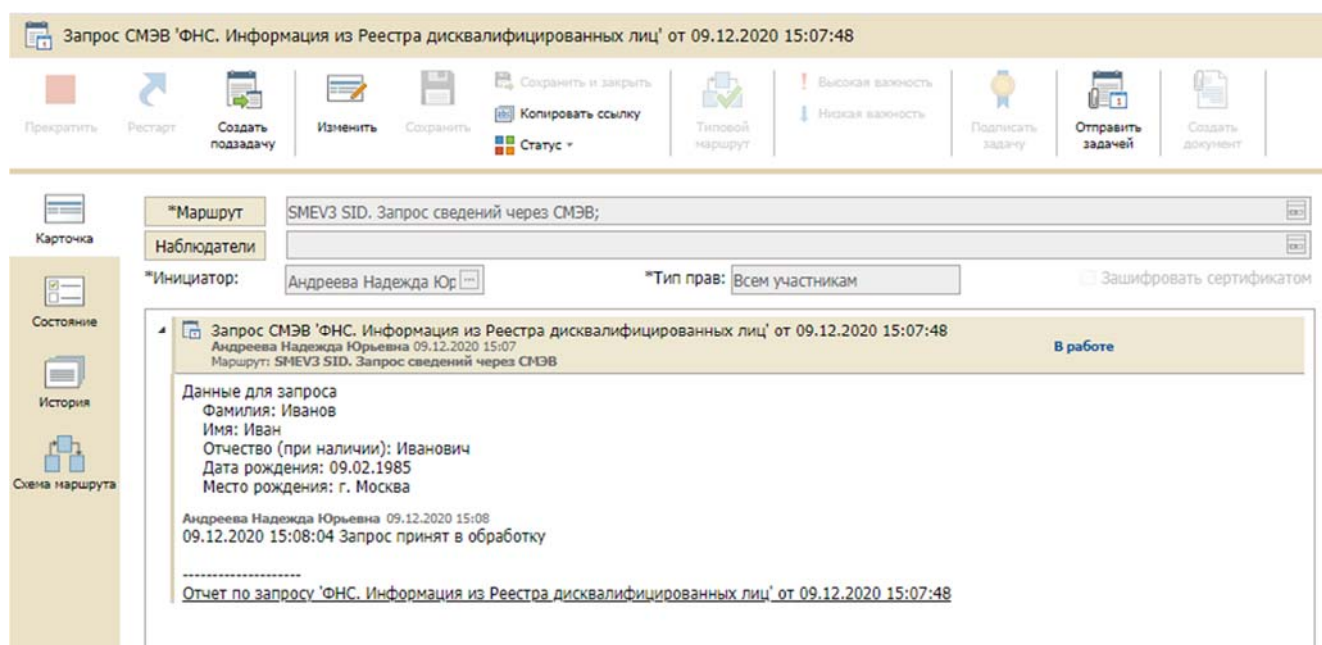 Запрос СМЭВ 'ФНС. Информация из Реестра дисквалифицированных лиц' от 09.12.2020 15:07:48
Прекратить
Рестарт
Создать подзадачу
Изменить
Сохранить
Сохранить и закрыть
Копировать ссылку
Статус
Типовой маршрут
Высокая важность
Низкая важность
Подписать задачу
Отправить задачей
Создать документ
Карточка
Состояние
История
Схема маршрута
*Маршрут SMEV3 SID. Запрос сведений через СМЭВ;
Наблюдатели
*Инициатор: Андреева Надежда Юр ... *Тип прав: Всем участникам Зашифровать сертификатом
Запрос СМЭВ 'ФНС. Информация из Реестра дисквалифицированных лиц' от 09.12.2020 15:07:48
Андреева Надежда Юрьевна 09.12.2020 15:07 В работе
Маршрут: SMEV3 SID. Запрос сведений через СМЭВ
Данные для запроса
Фамилия: Иванов
Имя: Иван
Отчество (при наличии): Иванович
Дата рождения: 09.02.1985
Место рождения: г. Москва
Андреева Надежда Юрьевна 09.12.2020 15:08
09.12.2020 15:08:04 Запрос принят в обработку
--------------------
Отчет по запросу 'ФНС. Информация из Реестра дисквалифицированных лиц' от 09.12.2020 15:07:48